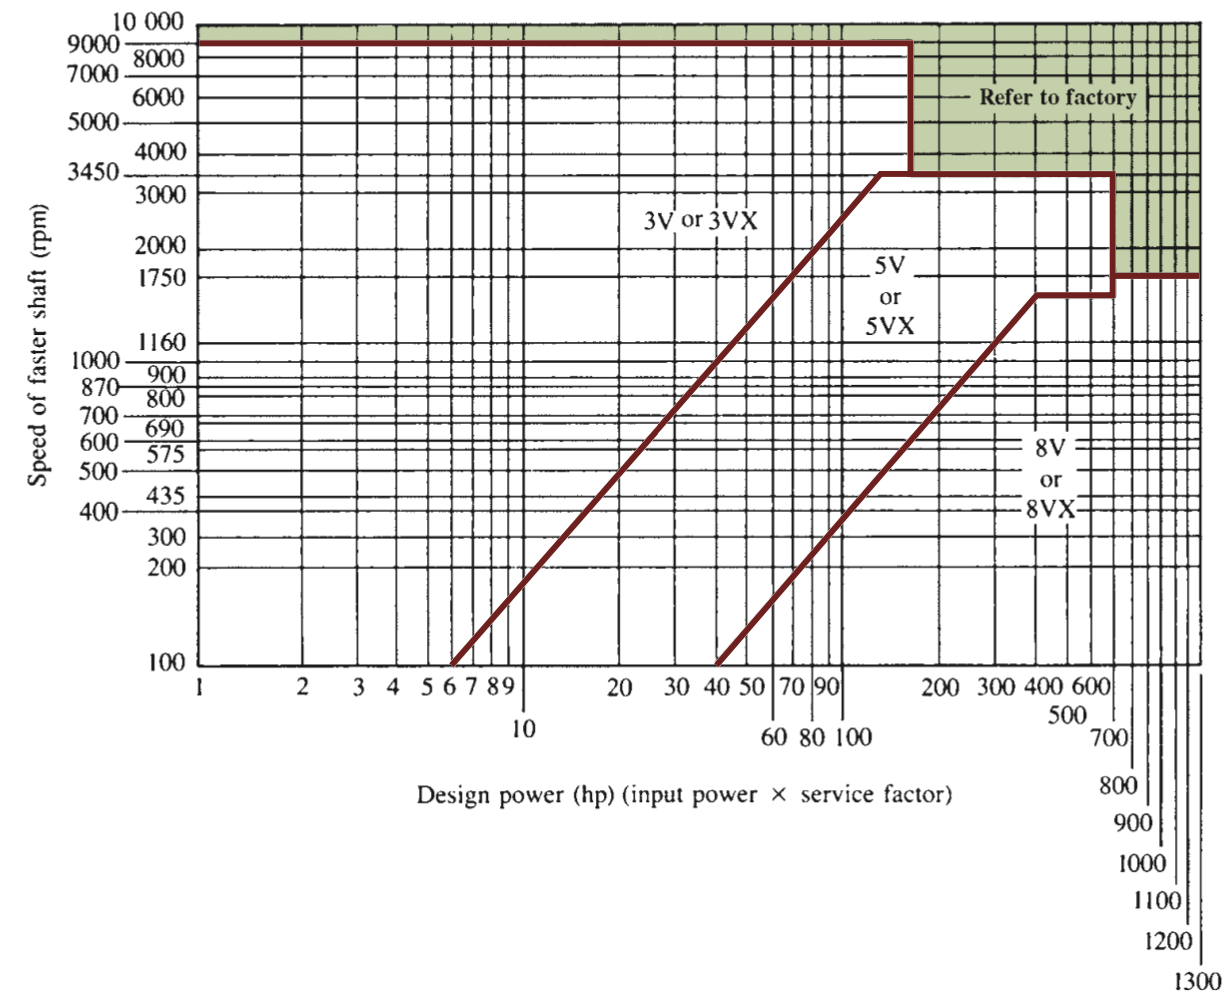 10 000
9000
8000
7000
6000
5000
4000
3450
3000
2000
1750
1160
1000
900
870
800
700
690
600
575
500
435
400
300
200
100
Speed of faster shaft (rpm)
Refer to factory
3V or 3VX
5V
or
5VX
8V
or
8VX
1 2 3 4 5 6 7 8 9 20 30 40 50 70 90 200 300 400 600
500
10
60 80 100 700
800
900
1000
1100
1200
1300
Design power (hp) (input power × service factor)